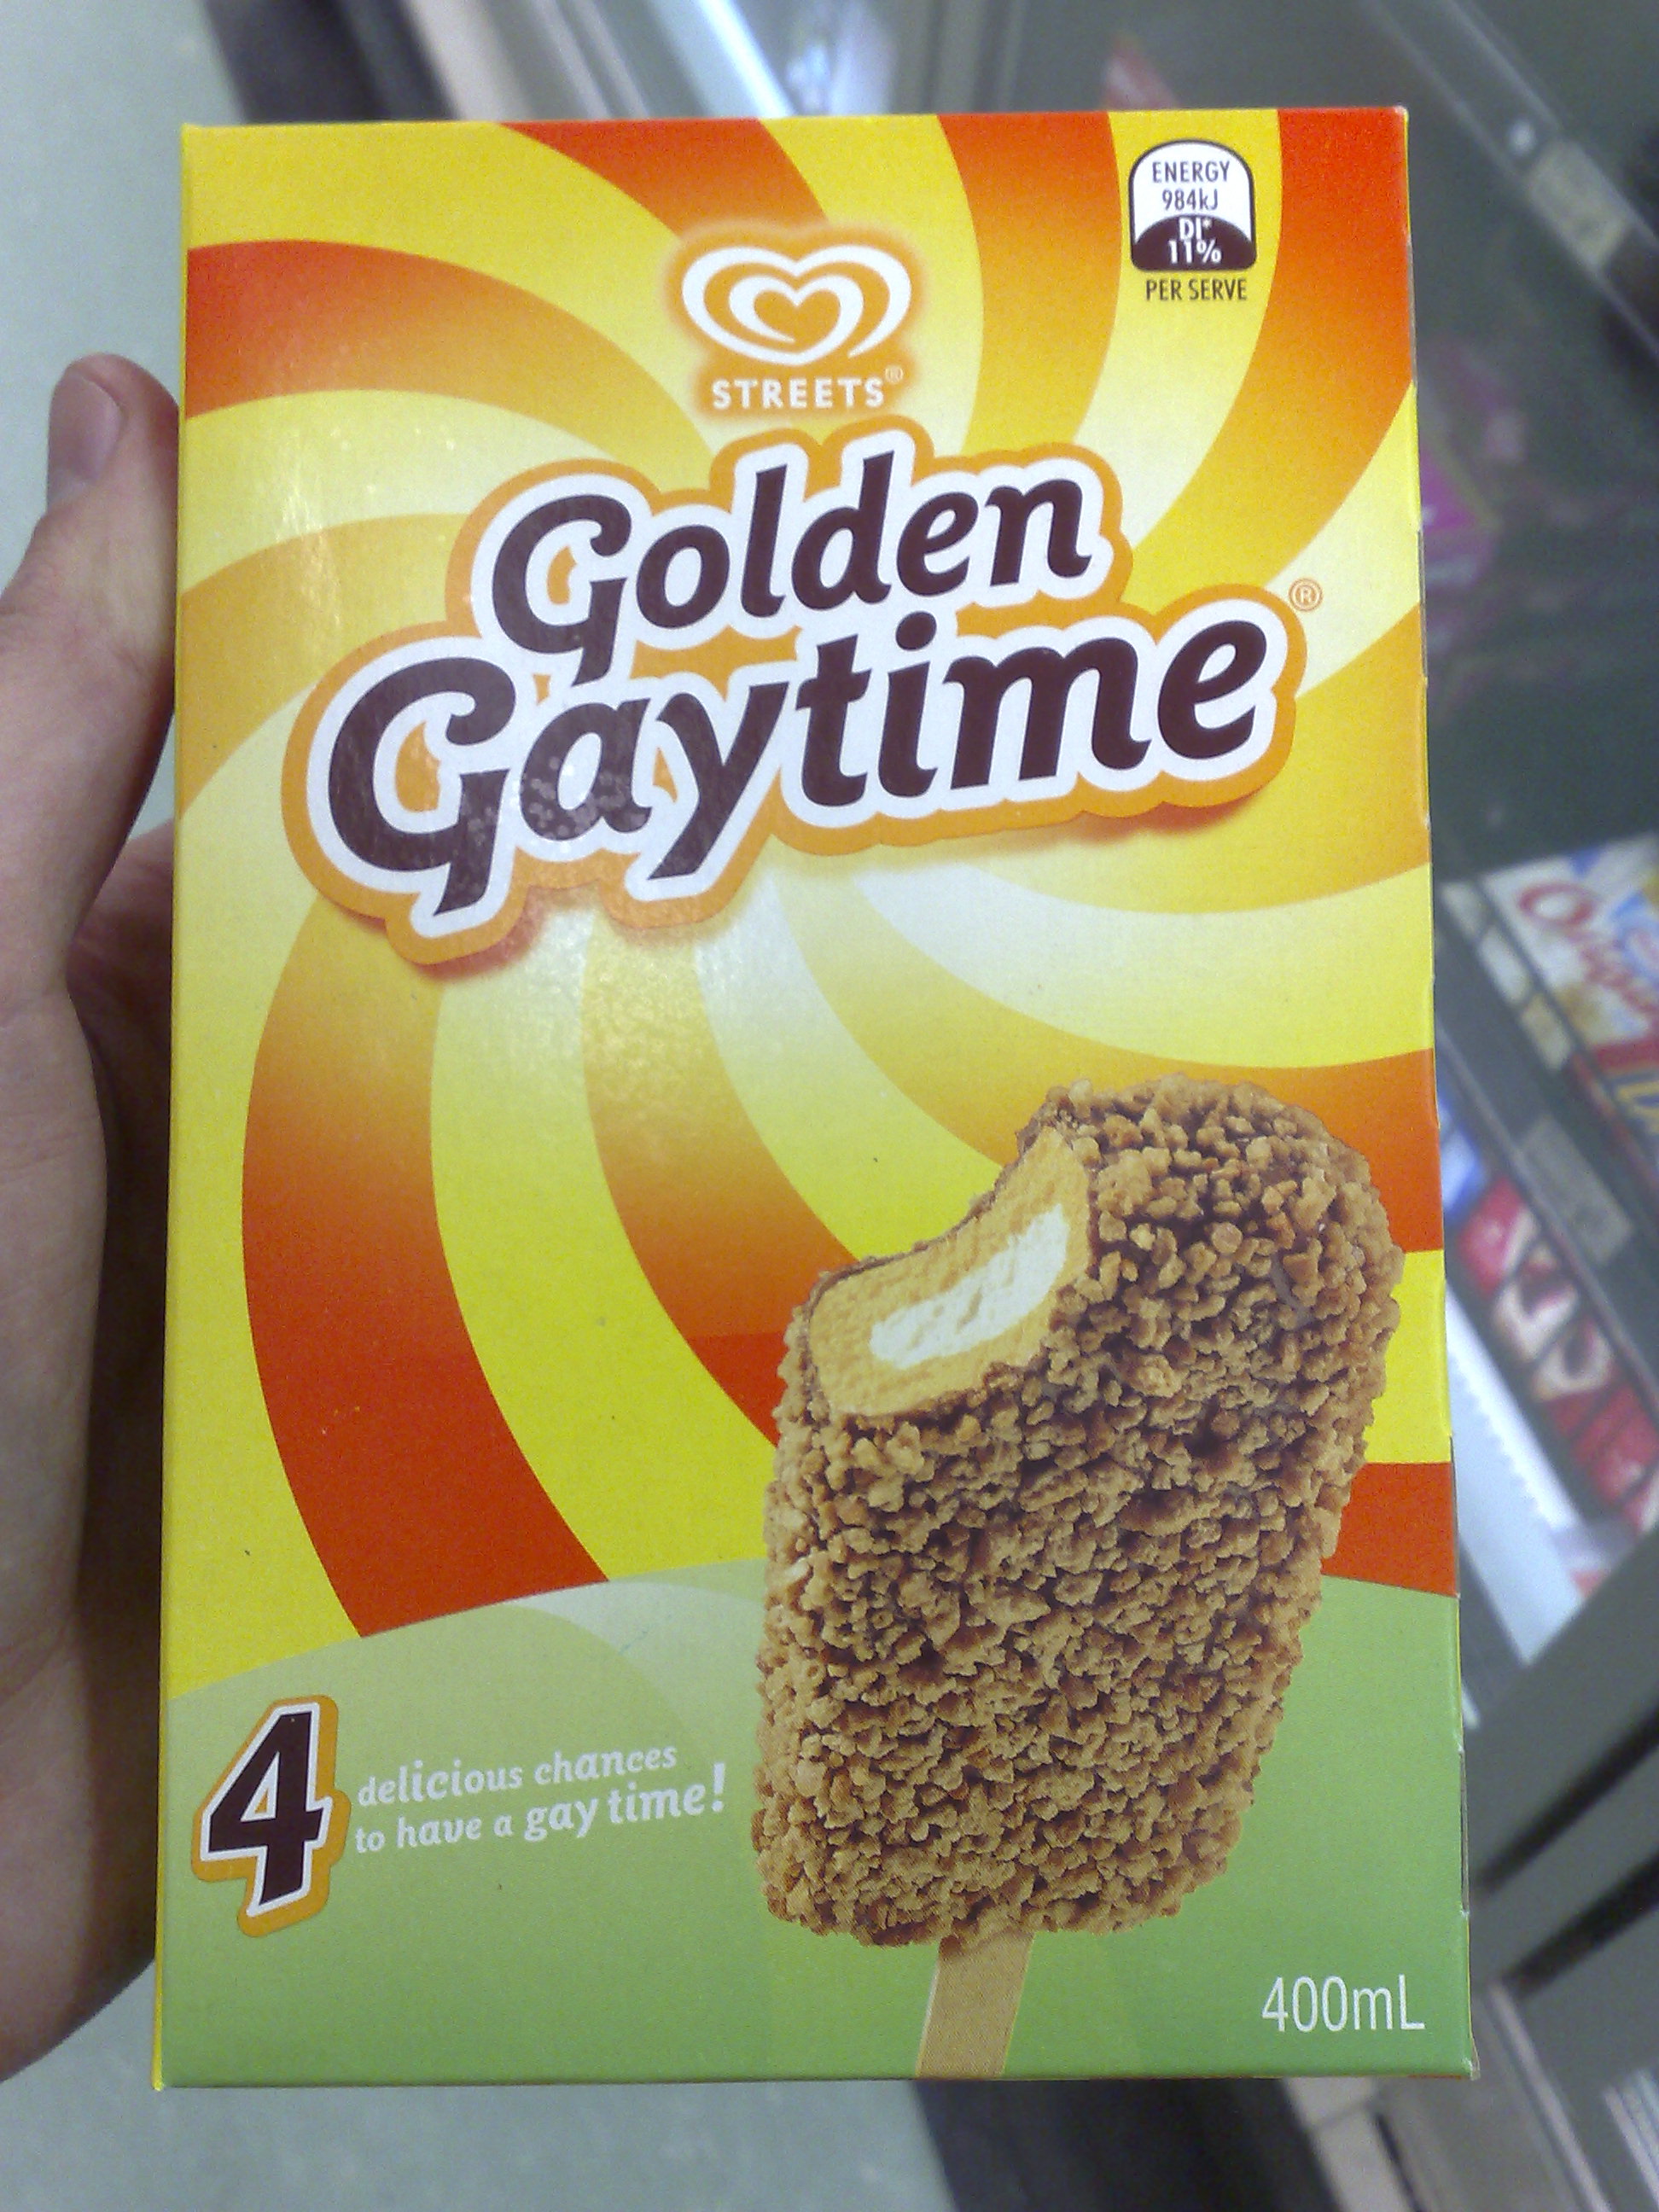 ENERGY
984kJ
DI*
11%
PER SERVE
STREETS®
Golden
Gaytime®
4
delicious chances
to have a gay time!
400mL